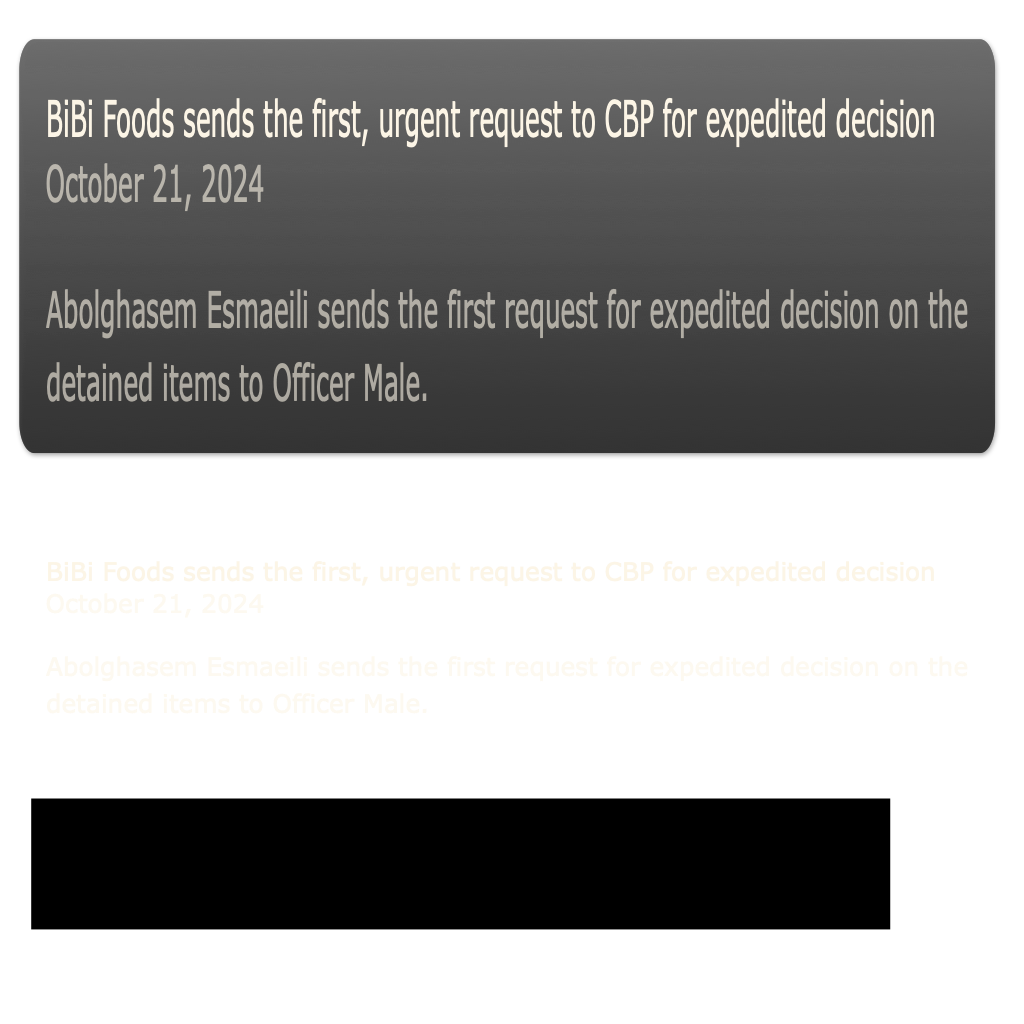 BiBi Foods sends the first, urgent request to CBP for expedited decision
October 21, 2024
Abolghasem Esmaeili sends the first request for expedited decision on the
detained items to Officer Male.
BiBi Foods sends the first, urgent request to CBP for expedited decision
October 21, 2024
Abolghasem Esmaeili sends the first request for expedited decision on the
detained items to Officer Male.